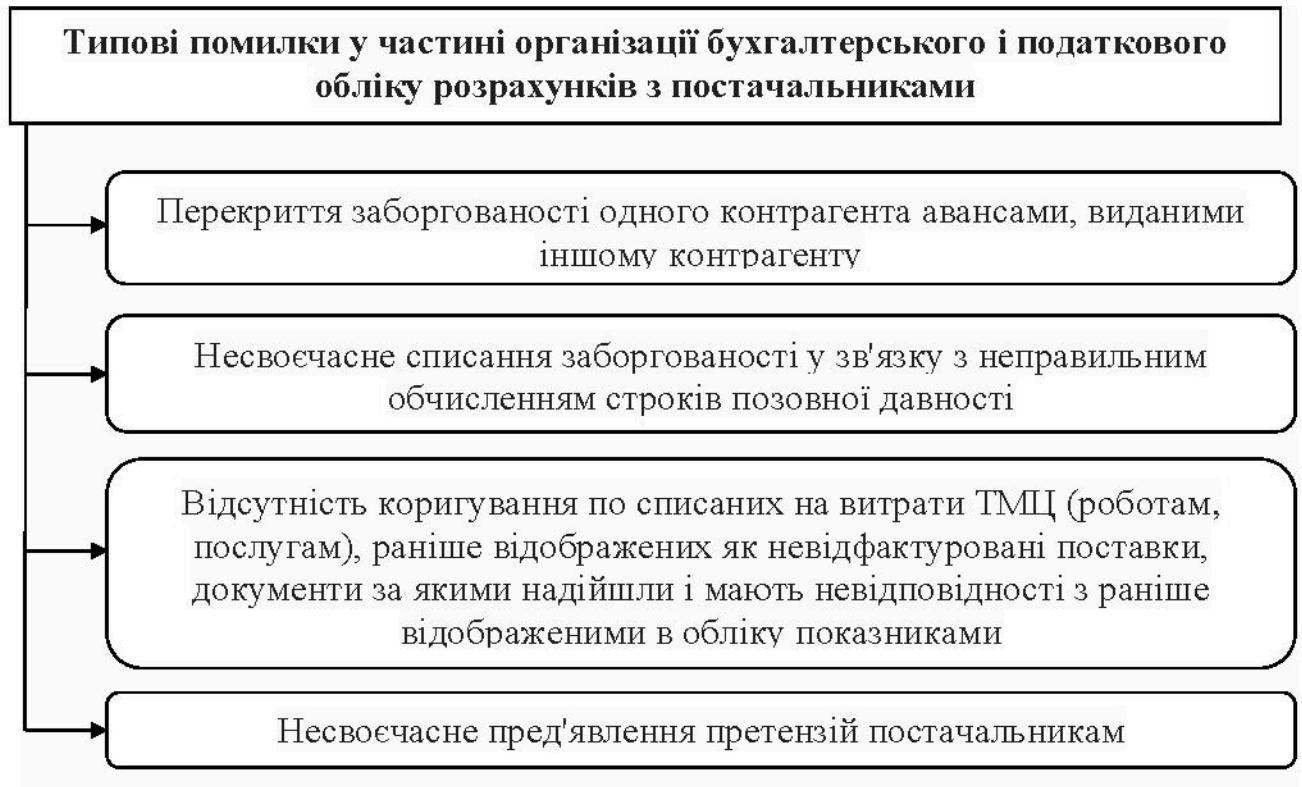 Типові помилки у частині організації бухгалтерського і податкового
обліку розрахунків з постачальниками
Перекриття заборгованості одного контрагента авансами, виданими
іншому контрагенту
Несвоєчасне списання заборгованості у зв'язку з неправильним
обчисленням строків позовної давності
Відсутність коригування по списаних на витрати ТМЦ (роботам,
послугам), раніше відображених як невідфактуровані поставки,
документи за якими надійшли і мають невідповідності з раніше
відображеними в обліку показниками
Несвоєчасне пред'явлення претензій постачальникам